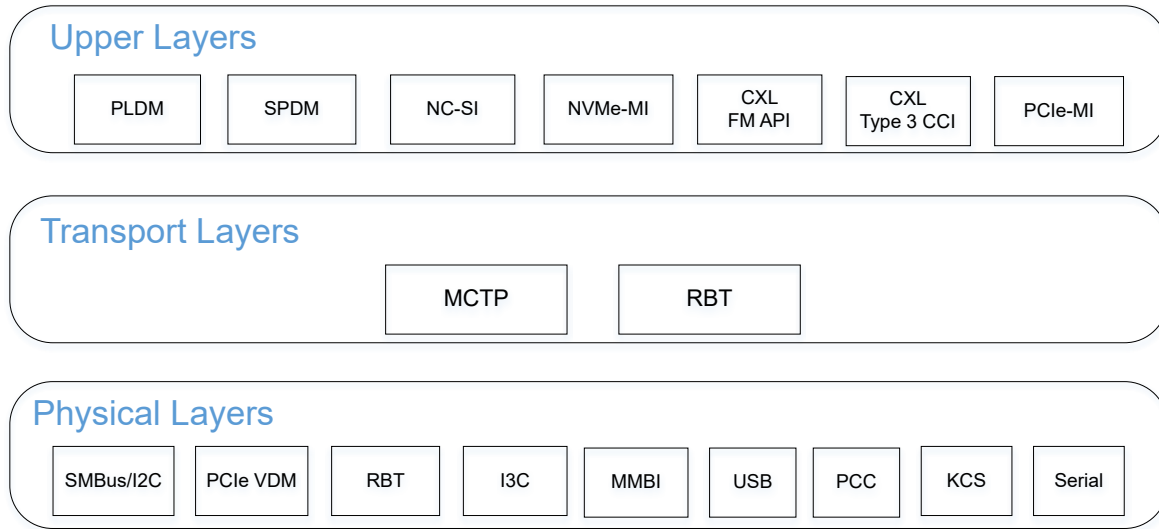 Upper Layers
PLDM
SPDM
NC-SI
NVMe-MI
CXL
FM API
CXL
Type 3 CCI
PCIe-MI
Transport Layers
MCTP
RBT
Physical Layers
SMBus/I2C
PCIe VDM
RBT
I3C
MMBI
USB
PCC
KCS
Serial